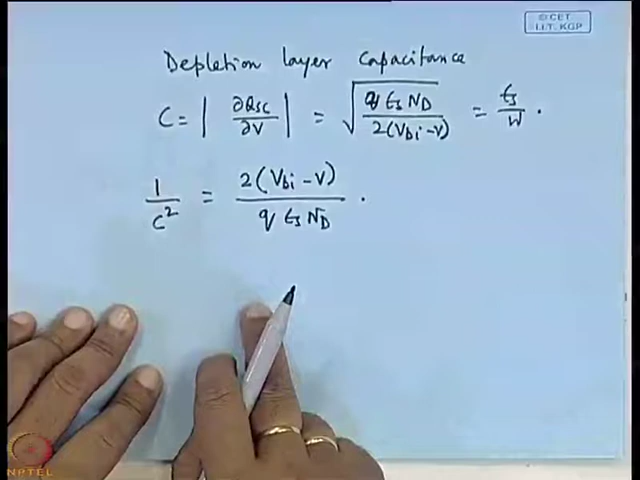 © CET
I.I.T. KGP
Depletion layer capacitance
C = | ∂Qsc/∂V | = √(q εs ND / 2(Vbi - V)) = εs/W .
1/C² = 2(Vbi - V) / q εs ND .
NPTEL